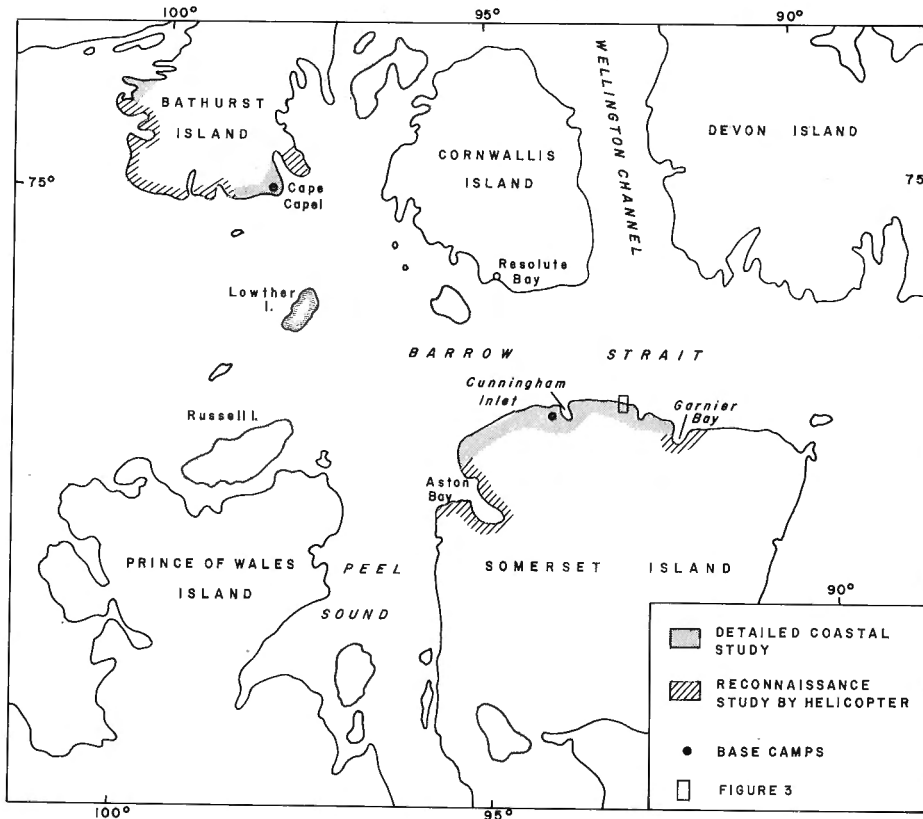 100°
95°
90°
BATHURST
ISLAND
WELLINGTON CHANNEL
DEVON ISLAND
CORNWALLIS
ISLAND
75°
Cape
Capel
75
Resolute
Bay
Lowther
I.
BARROW STRAIT
Cunningham
Inlet
Garnier
Bay
Russell I.
Aston
Bay
PRINCE OF WALES
ISLAND
PEEL
SOUND
SOMERSET ISLAND
90°
DETAILED COASTAL
STUDY
RECONNAISSANCE
STUDY BY HELICOPTER
BASE CAMPS
FIGURE 3
100°
95°